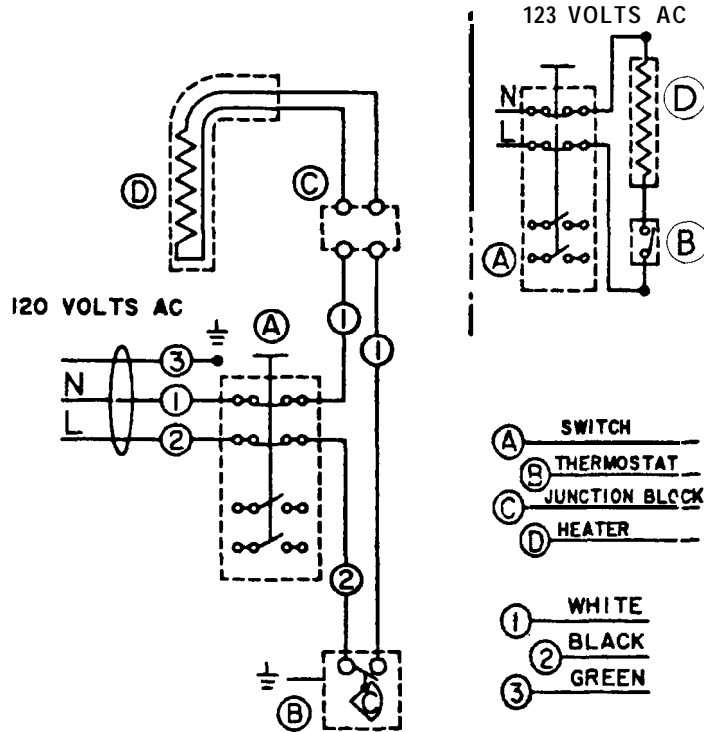 123 VOLTS AC
N
L
D
B
A
D
C
120 VOLTS AC
A
3
N
1
L
2
1
1
2
B
C
A SWITCH
B THERMOSTAT
C JUNCTION BLOCK
D HEATER
1 WHITE
2 BLACK
3 GREEN